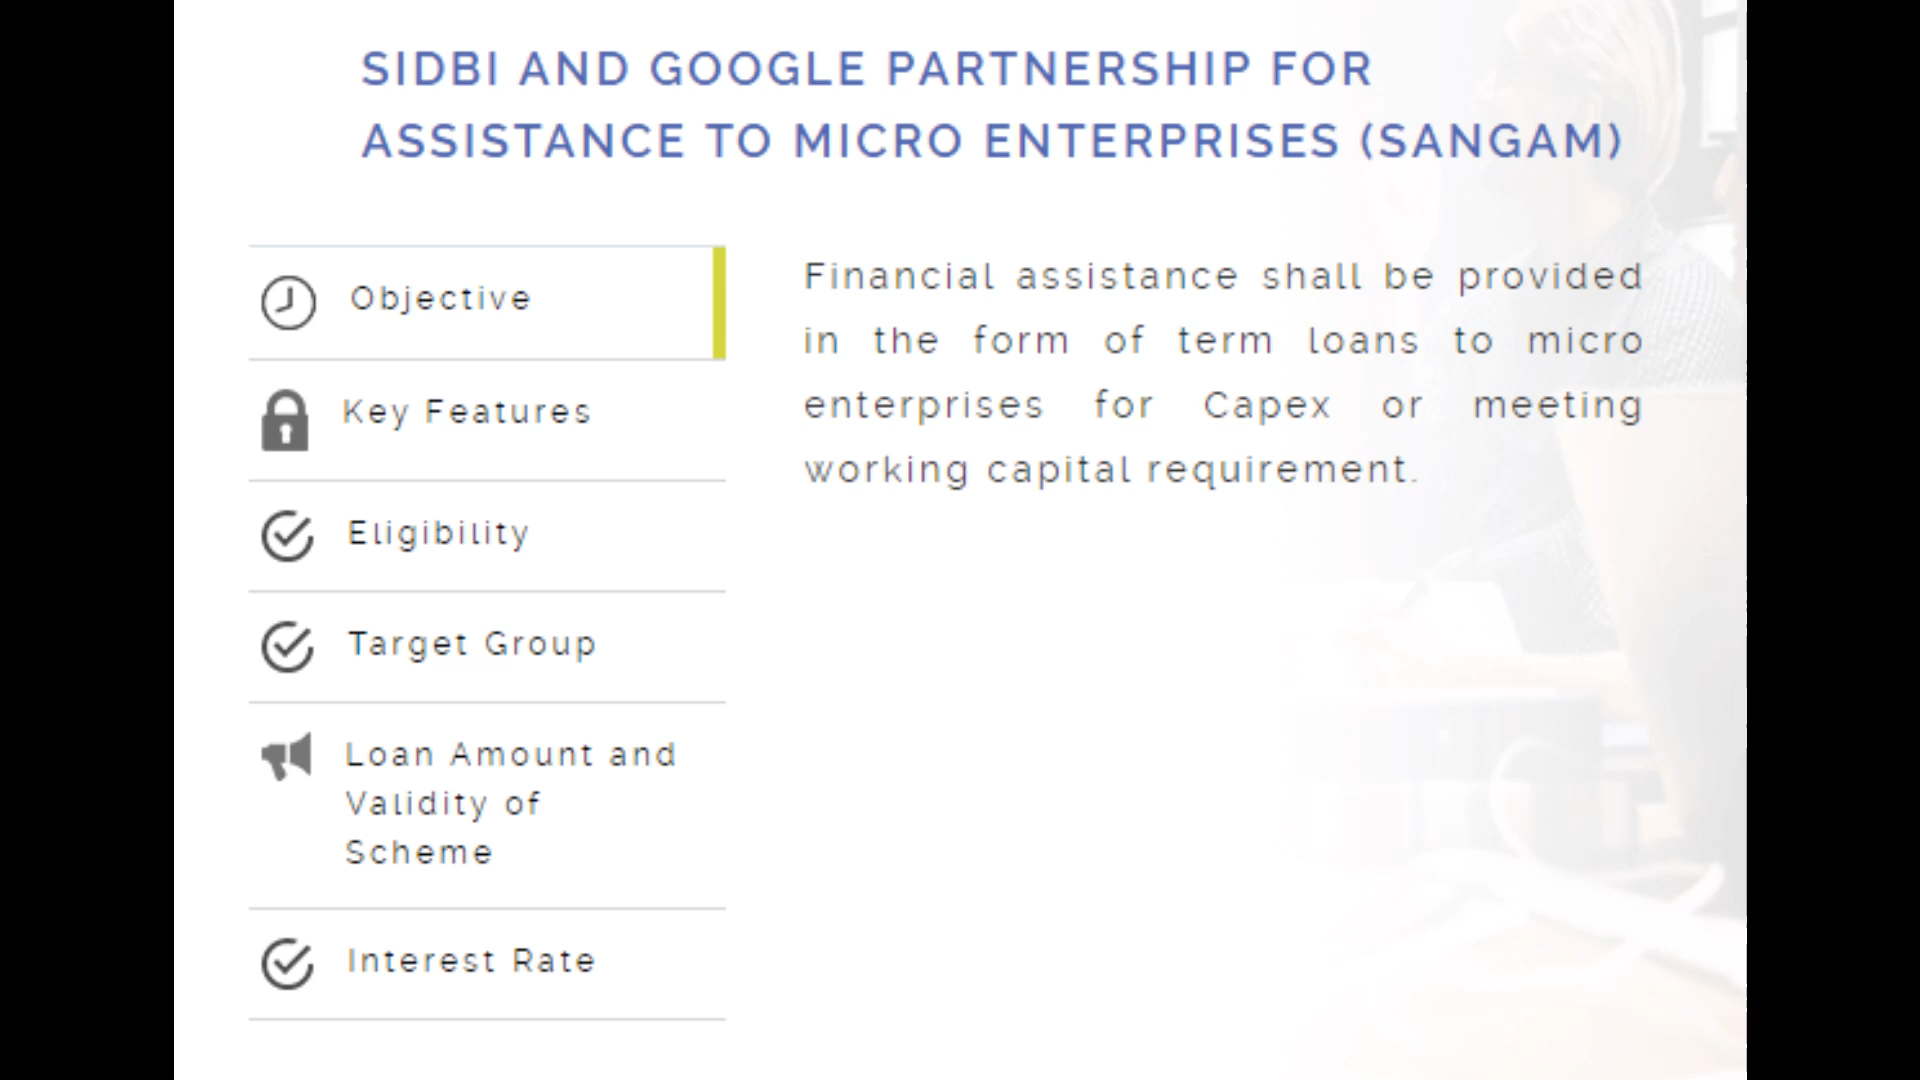 SIDBI AND GOOGLE PARTNERSHIP FOR
ASSISTANCE TO MICRO ENTERPRISES (SANGAM)
Objective
Key Features
Eligibility
Target Group
Loan Amount and
Validity of
Scheme
Interest Rate
Financial assistance shall be provided
in the form of term loans to micro
enterprises for Capex or meeting
working capital requirement.